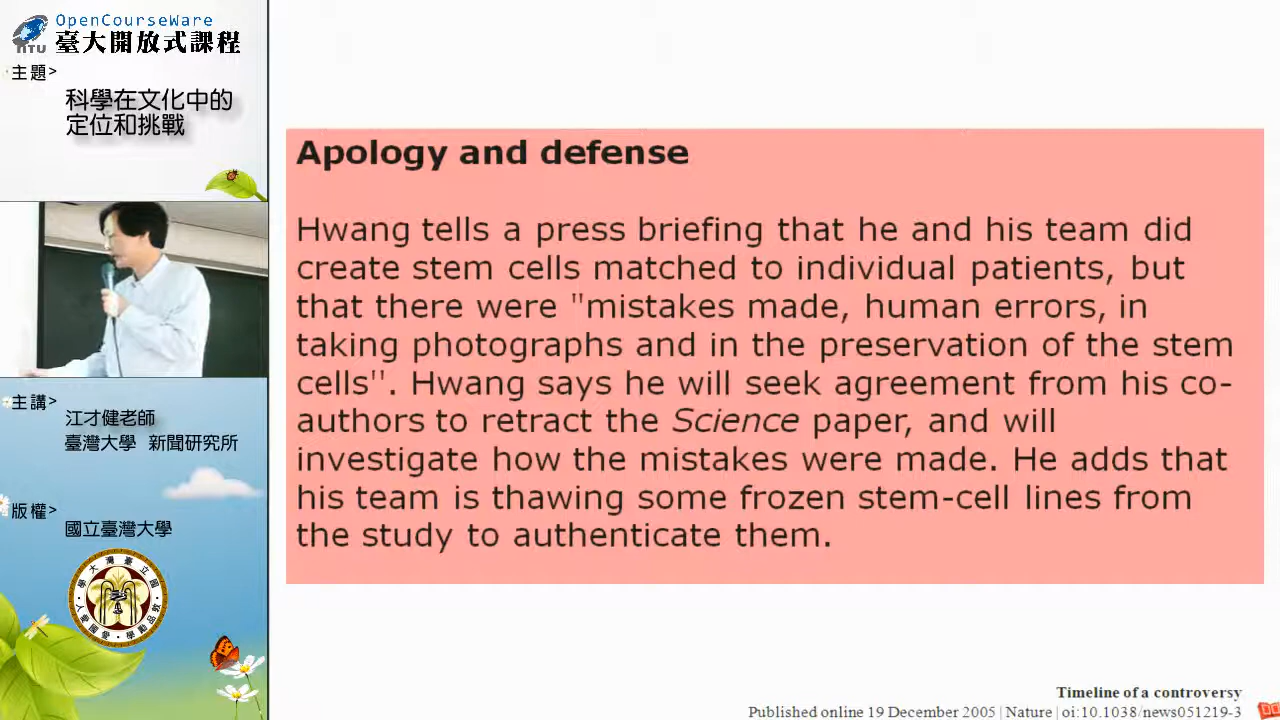 OpenCourseWare
NTU
臺大開放式課程
主題>
科學在文化中的
定位和挑戰
主講>
江才健老師
臺灣大學 新聞研究所
版權>
國立臺灣大學
Apology and defense
Hwang tells a press briefing that he and his team did
create stem cells matched to individual patients, but
that there were "mistakes made, human errors, in
taking photographs and in the preservation of the stem
cells". Hwang says he will seek agreement from his co-
authors to retract the Science paper, and will
investigate how the mistakes were made. He adds that
his team is thawing some frozen stem-cell lines from
the study to authenticate them.
Timeline of a controversy
Published online 19 December 2005 | Nature | oi:10.1038/news051219-3